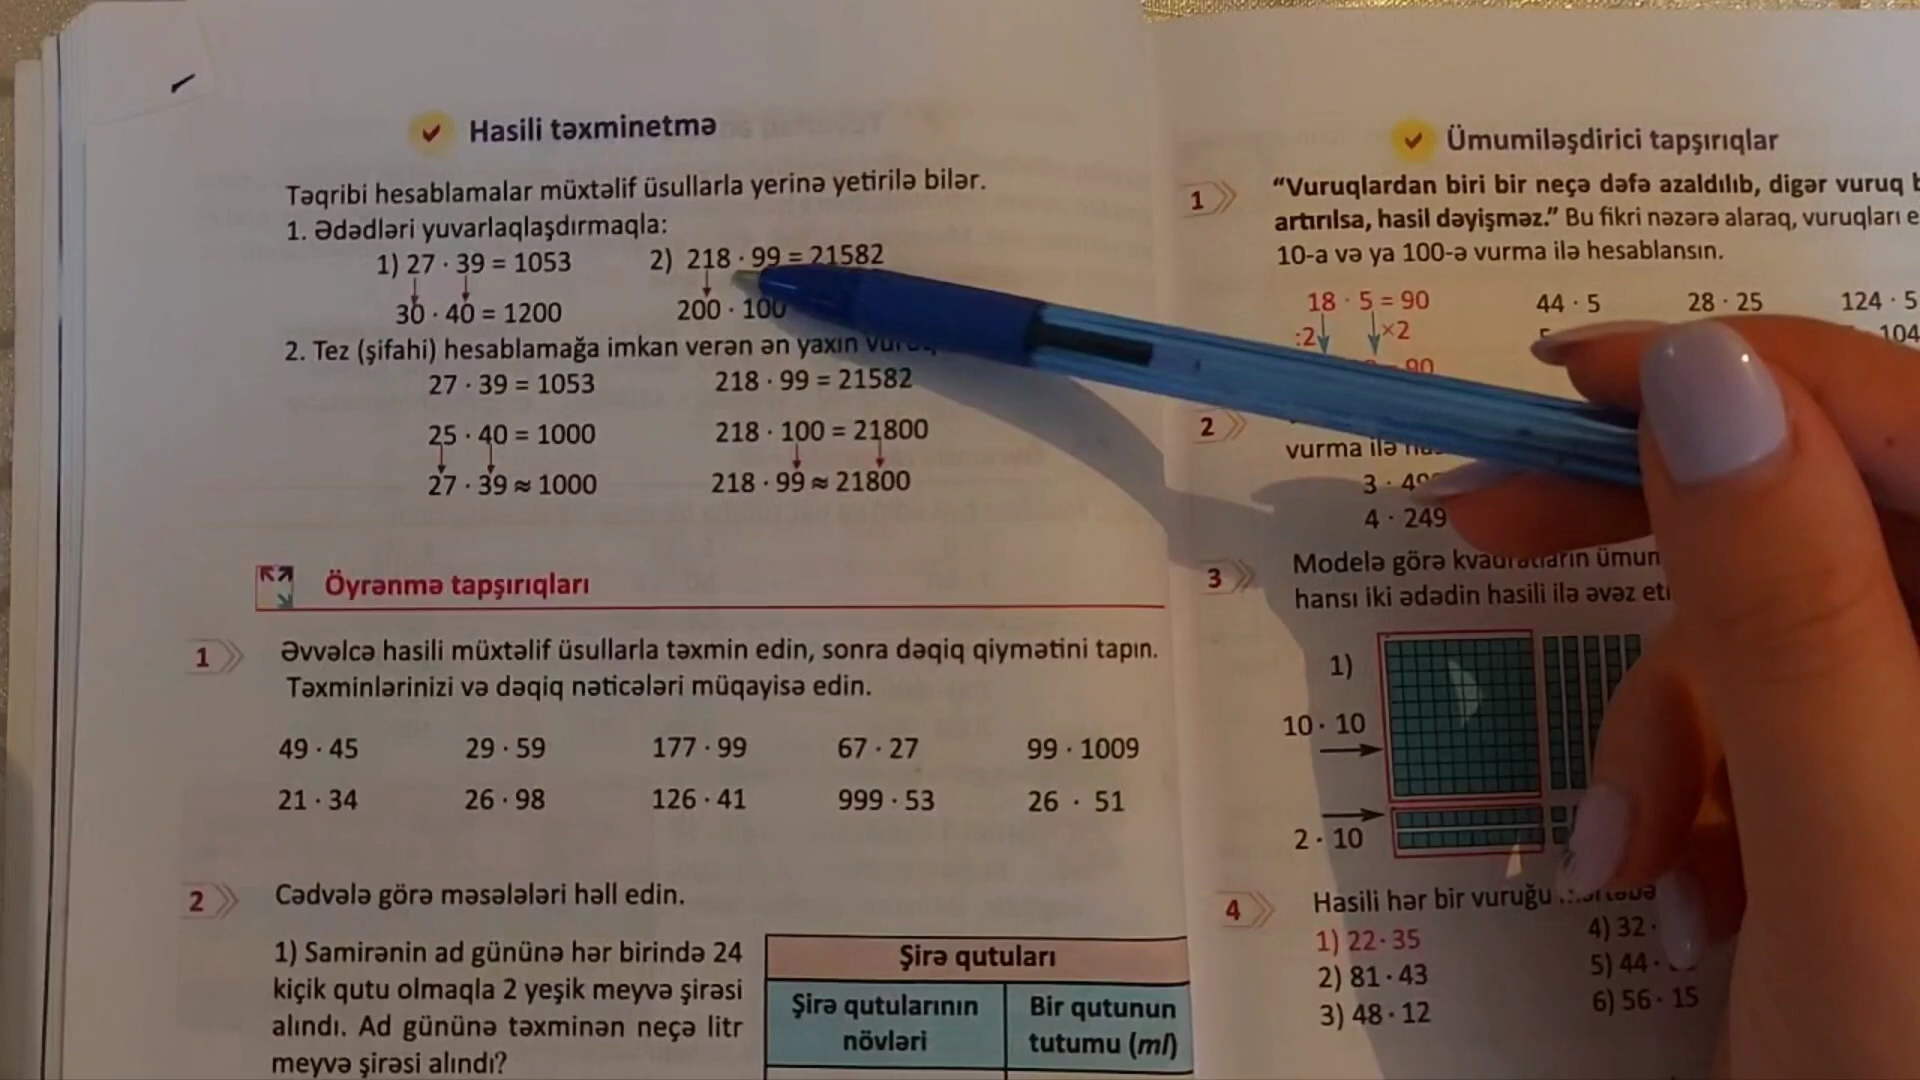 Hasili təxminetmə
Təqribi hesablamalar müxtəlif üsullarla yerinə yetirilə bilər.
1. Ədədləri yuvarlaqlaşdırmaqla:
1) 27 · 39 = 1053
2) 218 · 99 = 21582
30 · 40 = 1200
200 · 100
2. Tez (şifahi) hesablamağa imkan verən ən yaxın
27 · 39 = 1053
218 · 99 = 21582
25 · 40 = 1000
218 · 100 = 21800
27 · 39 ≈ 1000
218 · 99 ≈ 21800
Öyrənmə tapşırıqları
1
Əvvəlcə hasili müxtəlif üsullarla təxmin edin, sonra dəqiq qiymətini tapın.
Təxminlərinizi və dəqiq nəticələri müqayisə edin.
49 · 45 29 · 59 177 · 99 67 · 27 99 · 1009
21 · 34 26 · 98 126 · 41 999 · 53 26 · 51
2
Cədvələ görə məsələləri həll edin.
1) Samirənin ad gününə hər birində 24
kiçik qutu olmaqla 2 yeşik meyvə şirəsi
alındı. Ad gününə təxminən neçə litr
meyvə şirəsi alındı?
Şirə qutuları
Şirə qutularının
növləri
Bir qutunun
tutumu (ml)
Ümumiləşdirici tapşırıqlar
1
“Vuruqlardan biri bir neçə dəfə azaldılıb, digər vuruq
artırılsa, hasil dəyişməz.” Bu fikri nəzərə alaraq, vuruqları
10-a və ya 100-ə vurma ilə hesablansın.
18 · 5 = 90 44 · 5 28 · 25 124 · 5
:2 ×2 104
90
2
vurma ilə
3 ·
4 · 249
3
Modelə görə kvadratların
hansı iki ədədin hasili ilə əvəz
1)
10 · 10
2 · 10
4
Hasili hər bir vuruğu
1) 22 · 35 4) 32 ·
2) 81 · 43 5) 44 ·
3) 48 · 12 6) 56 · 15